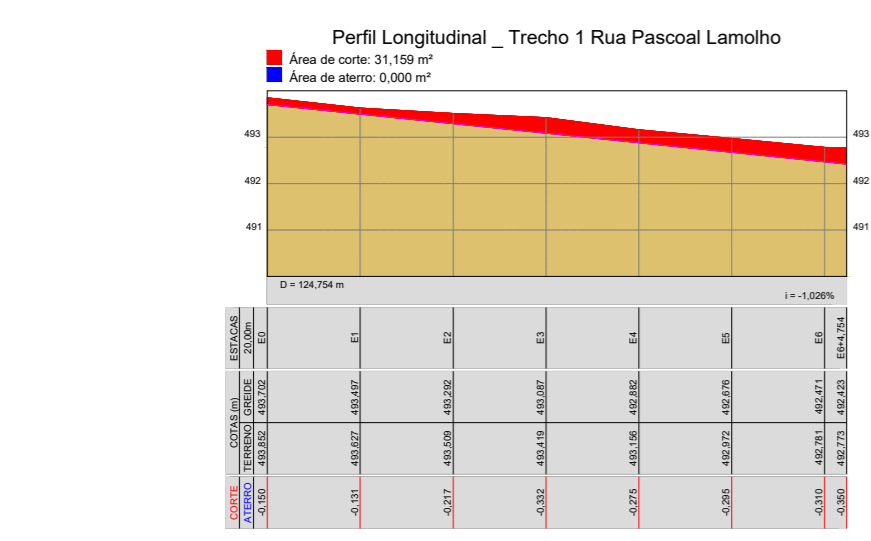 Perfil Longitudinal _ Trecho 1 Rua Pascoal Lamolho
Área de corte: 31,159 m²
Área de aterro: 0,000 m²
493 493
492 492
491 491
D = 124,754 m
i = -1,026%
ESTACAS
20,00m
E0 E1 E2 E3 E4 E5 E6 E6+4,754
COTAS (m)
GREIDE
493,702 493,497 493,292 493,087 492,882 492,676 492,471 492,423
TERRENO
493,852 493,627 493,509 493,419 493,156 492,972 492,781 492,773
CORTE
ATERRO
-0,150 -0,131 -0,217 -0,332 -0,275 -0,295 -0,310 -0,350